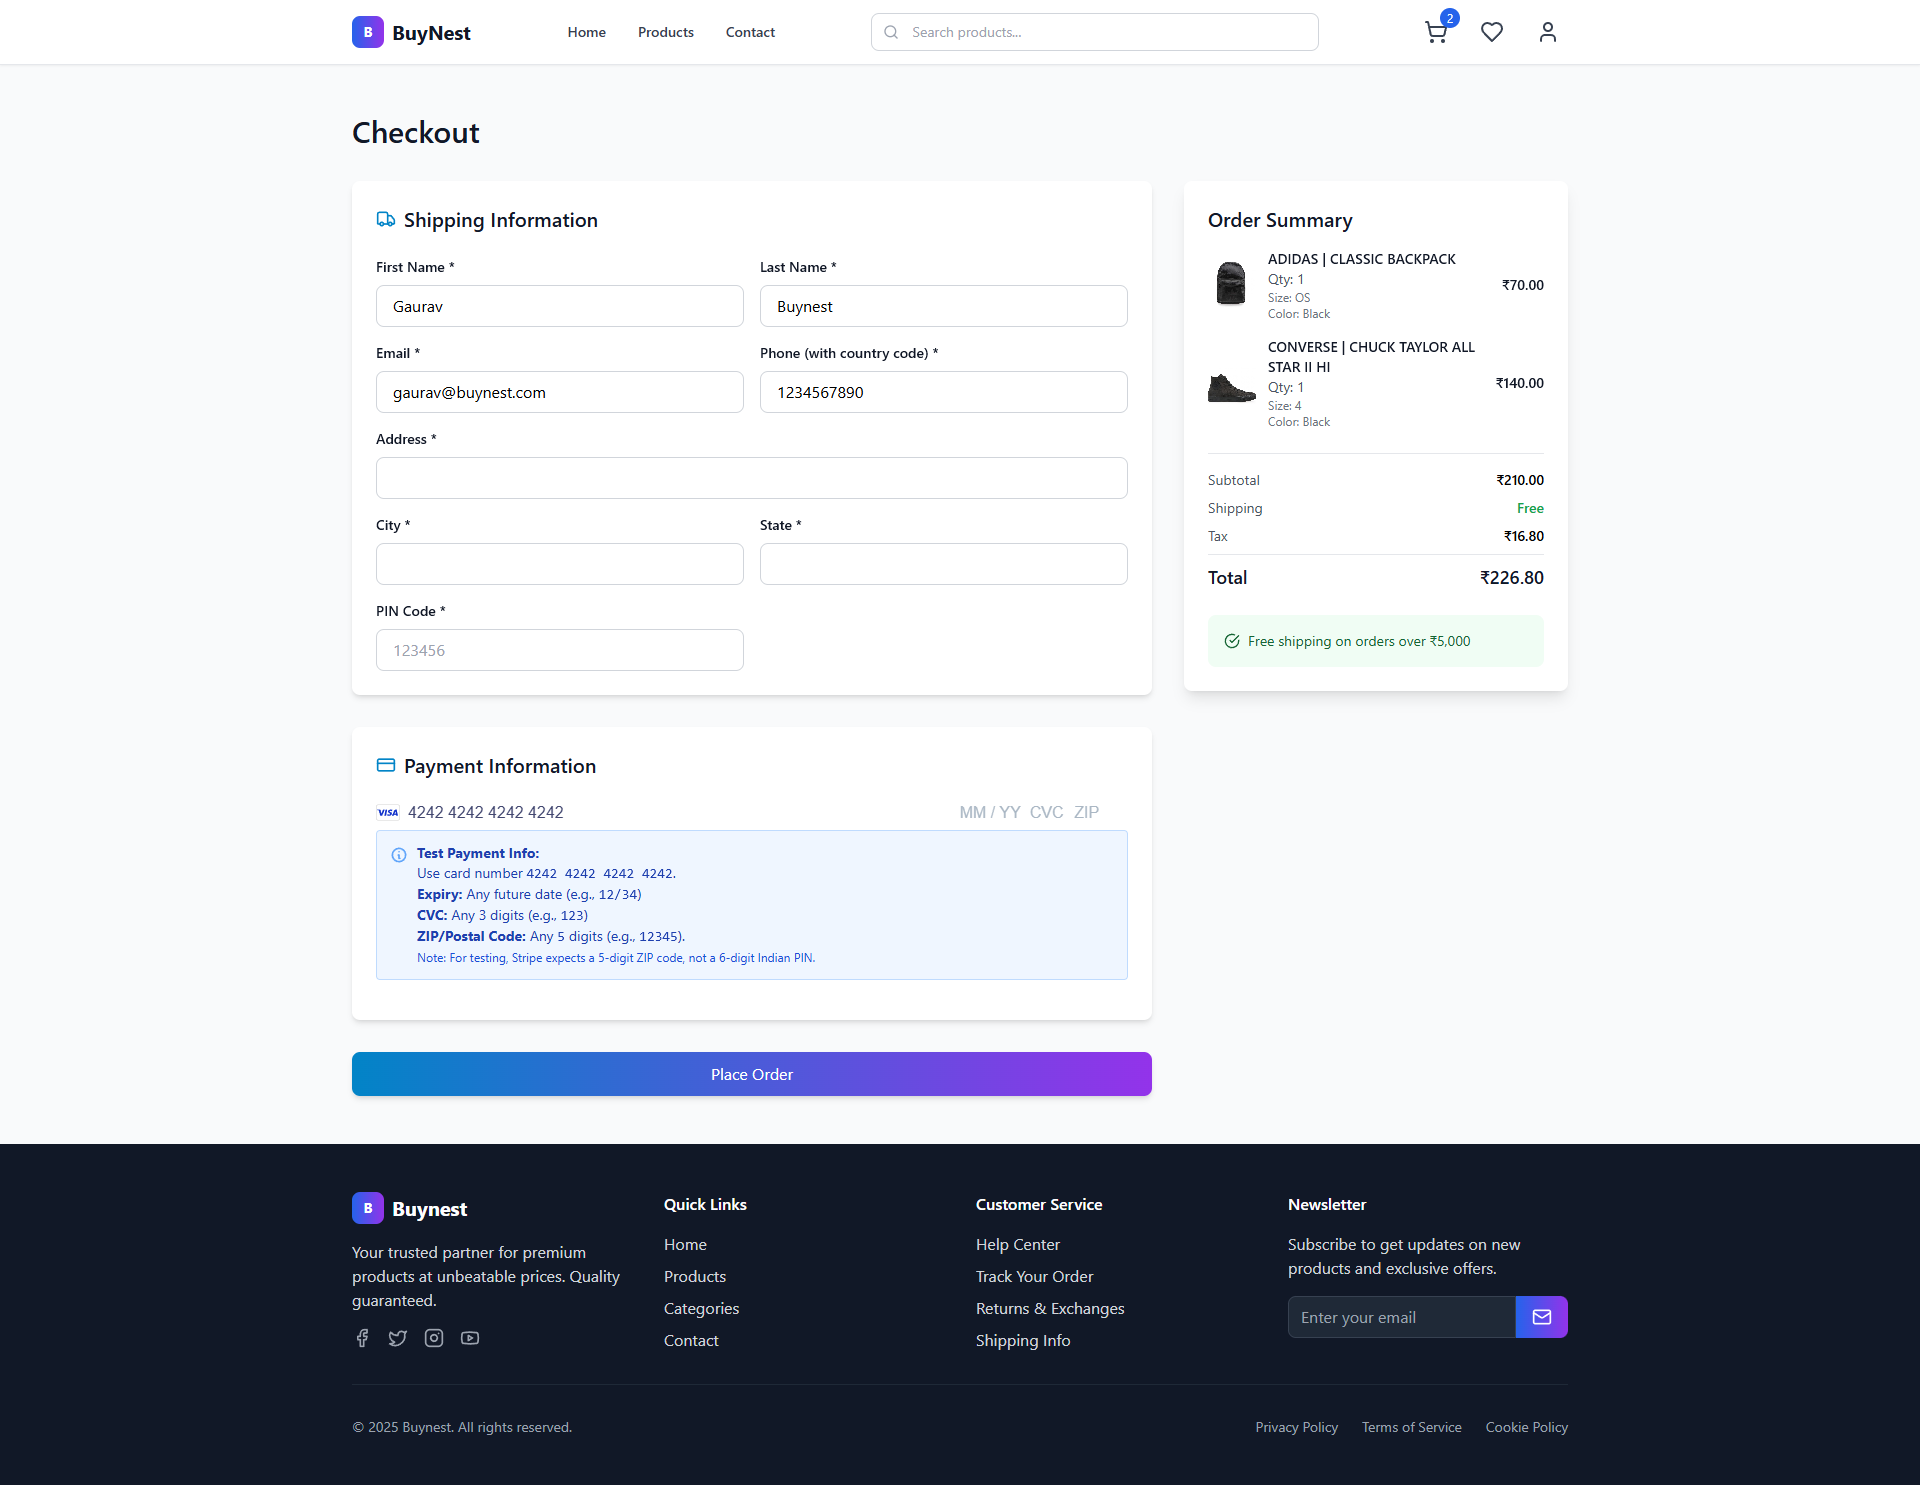 B BuyNest
Home Products Contact
Search products...
2
Checkout
Shipping Information
First Name *
Last Name *
Gaurav
Buynest
Email *
Phone (with country code) *
gaurav@buynest.com
1234567890
Address *
City *
State *
PIN Code *
123456
Order Summary
ADIDAS | CLASSIC BACKPACK
Qty: 1
Size: OS
Color: Black
₹70.00
CONVERSE | CHUCK TAYLOR ALL
STAR II HI
Qty: 1
Size: 4
Color: Black
₹140.00
Subtotal ₹210.00
Shipping Free
Tax ₹16.80
Total ₹226.80
Free shipping on orders over ₹5,000
Payment Information
VISA 4242 4242 4242 4242 MM / YY CVC ZIP
Test Payment Info:
Use card number 4242 4242 4242 4242.
Expiry: Any future date (e.g., 12/34)
CVC: Any 3 digits (e.g., 123)
ZIP/Postal Code: Any 5 digits (e.g., 12345).
Note: For testing, Stripe expects a 5-digit ZIP code, not a 6-digit Indian PIN.
Place Order
B Buynest
Your trusted partner for premium
products at unbeatable prices. Quality
guaranteed.
Quick Links
Home
Products
Categories
Contact
Customer Service
Help Center
Track Your Order
Returns & Exchanges
Shipping Info
Newsletter
Subscribe to get updates on new
products and exclusive offers.
Enter your email
© 2025 Buynest. All rights reserved.
Privacy Policy Terms of Service Cookie Policy